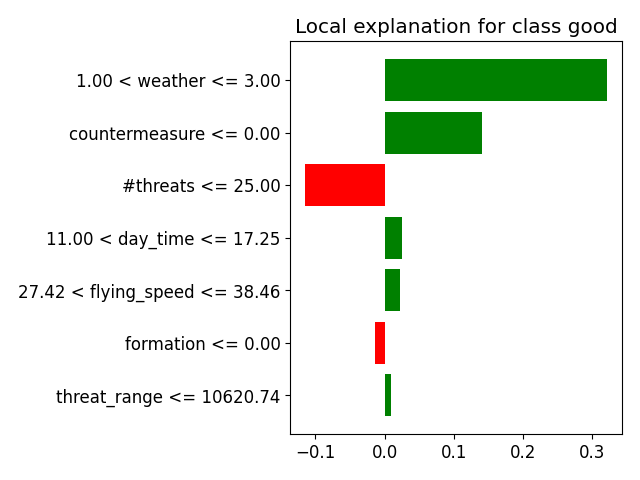 Local explanation for class good
1.00 < weather <= 3.00
countermeasure <= 0.00
#threats <= 25.00
11.00 < day_time <= 17.25
27.42 < flying_speed <= 38.46
formation <= 0.00
threat_range <= 10620.74
−0.1 0.0 0.1 0.2 0.3